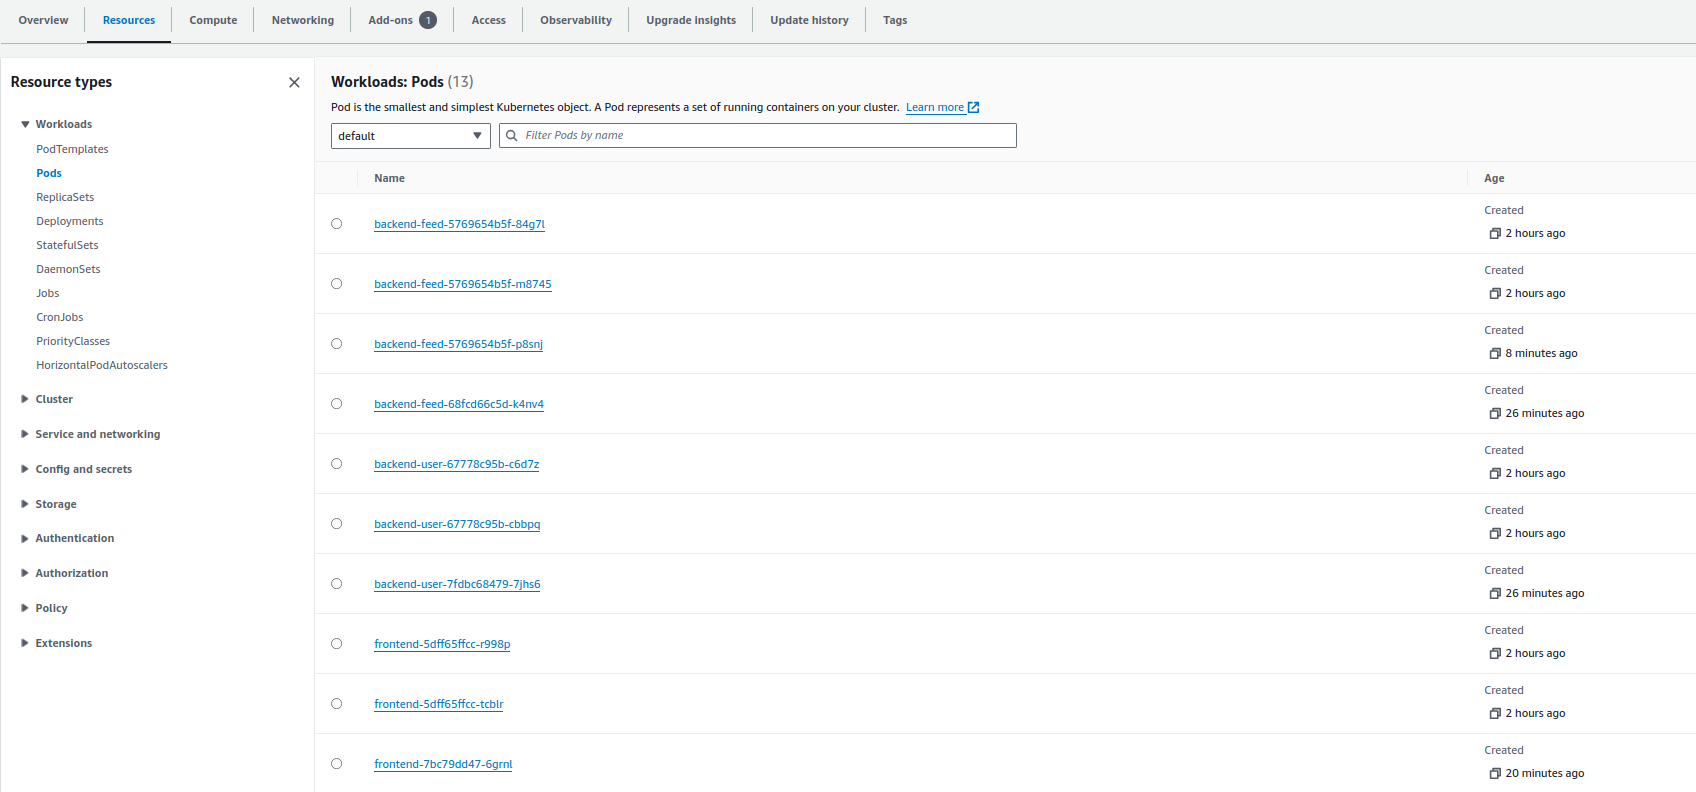 Overview Resources Compute Networking Add-ons 1 Access Observability Upgrade insights Update history Tags
Resource types
Workloads
PodTemplates
Pods
ReplicaSets
Deployments
StatefulSets
DaemonSets
Jobs
CronJobs
PriorityClasses
HorizontalPodAutoscalers
Cluster
Service and networking
Config and secrets
Storage
Authentication
Authorization
Policy
Extensions
Workloads: Pods (13)
Pod is the smallest and simplest Kubernetes object. A Pod represents a set of running containers on your cluster. Learn more
default Filter Pods by name
Name Age
Created
backend-feed-5769654b5f-84g7l
2 hours ago
Created
backend-feed-5769654b5f-m8745
2 hours ago
Created
backend-feed-5769654b5f-p8snj
8 minutes ago
Created
backend-feed-68fcd66c5d-k4nv4
26 minutes ago
Created
backend-user-67778c95b-c6d7z
2 hours ago
Created
backend-user-67778c95b-cbbpq
2 hours ago
Created
backend-user-7fdbc68479-7jhs6
26 minutes ago
Created
frontend-5dff65ffcc-r998p
2 hours ago
Created
frontend-5dff65ffcc-tcblr
2 hours ago
Created
frontend-7bc79dd47-6grnl
20 minutes ago